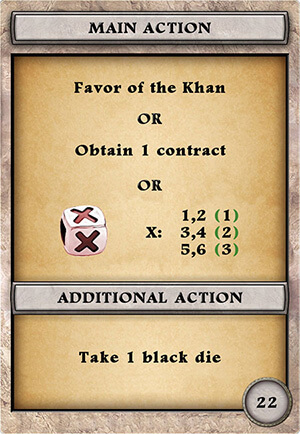 MAIN ACTION
Favor of the Khan
OR
Obtain 1 contract
OR
X X
1,2 (1)
X: 3,4 (2)
5,6 (3)
ADDITIONAL ACTION
Take 1 black die
22